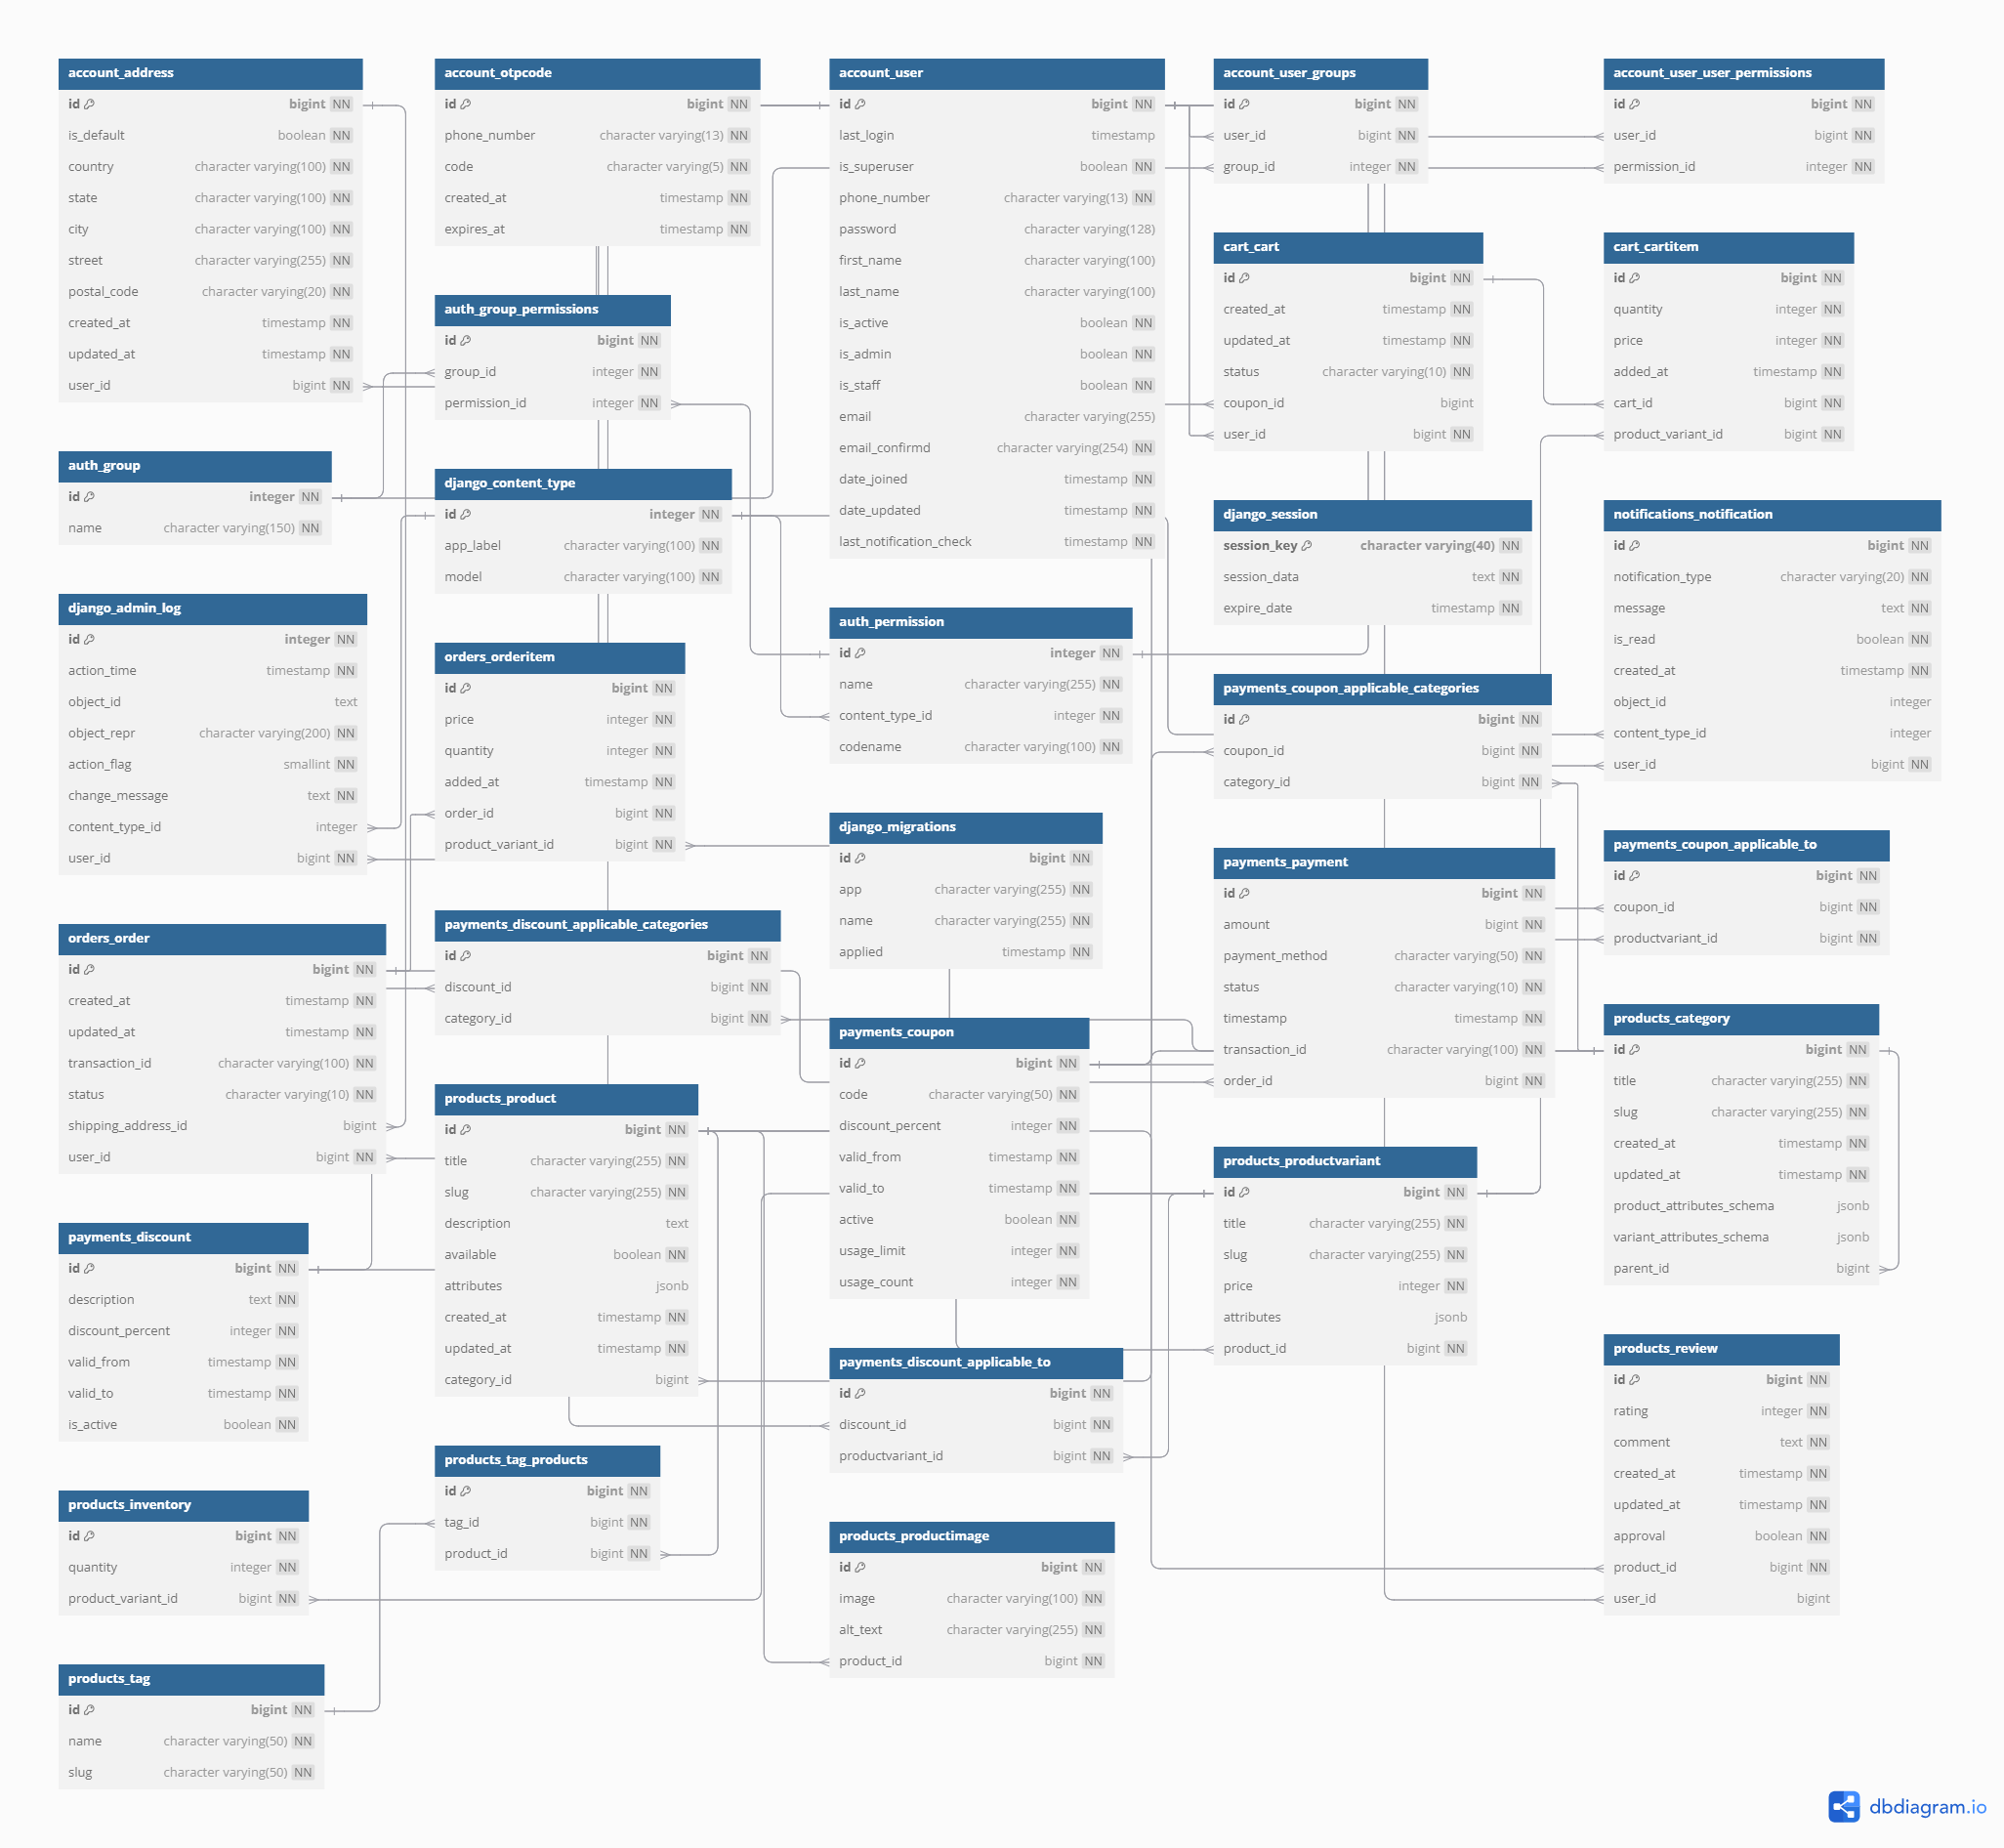 account_address
id bigint NN
is_default boolean NN
country character varying(100) NN
state character varying(100) NN
city character varying(100) NN
street character varying(255) NN
postal_code character varying(20) NN
created_at timestamp NN
updated_at timestamp NN
user_id bigint NN
auth_group
id integer NN
name character varying(150) NN
django_admin_log
id integer NN
action_time timestamp NN
object_id text
object_repr character varying(200) NN
action_flag smallint NN
change_message text NN
content_type_id integer
user_id bigint NN
orders_order
id bigint NN
created_at timestamp NN
updated_at timestamp NN
transaction_id character varying(100) NN
status character varying(10) NN
shipping_address_id bigint
user_id bigint NN
payments_discount
id bigint NN
description text NN
discount_percent integer NN
valid_from timestamp NN
valid_to timestamp NN
is_active boolean NN
products_inventory
id bigint NN
quantity integer NN
product_variant_id bigint NN
products_tag
id bigint NN
name character varying(50) NN
slug character varying(50) NN
account_otpcode
id bigint NN
phone_number character varying(13) NN
code character varying(5) NN
created_at timestamp NN
expires_at timestamp NN
auth_group_permissions
id bigint NN
group_id integer NN
permission_id integer NN
django_content_type
id integer NN
app_label character varying(100) NN
model character varying(100) NN
orders_orderitem
id bigint NN
price integer NN
quantity integer NN
added_at timestamp NN
order_id bigint NN
product_variant_id bigint NN
payments_discount_applicable_categories
id bigint NN
discount_id bigint NN
category_id bigint NN
products_product
id bigint NN
title character varying(255) NN
slug character varying(255) NN
description text
available boolean NN
attributes jsonb
created_at timestamp NN
updated_at timestamp NN
category_id bigint
products_tag_products
id bigint NN
tag_id bigint NN
product_id bigint NN
account_user
id bigint NN
last_login timestamp
is_superuser boolean NN
phone_number character varying(13) NN
password character varying(128)
first_name character varying(100)
last_name character varying(100)
is_active boolean NN
is_admin boolean NN
is_staff boolean NN
email character varying(255)
email_confirmd character varying(254) NN
date_joined timestamp NN
date_updated timestamp NN
last_notification_check timestamp NN
auth_permission
id integer NN
name character varying(255) NN
content_type_id integer NN
codename character varying(100) NN
django_migrations
id bigint NN
app character varying(255) NN
name character varying(255) NN
applied timestamp NN
payments_coupon
id bigint NN
code character varying(50) NN
discount_percent integer NN
valid_from timestamp NN
valid_to timestamp NN
active boolean NN
usage_limit integer NN
usage_count integer NN
payments_discount_applicable_to
id bigint NN
discount_id bigint NN
productvariant_id bigint NN
products_productimage
id bigint NN
image character varying(100) NN
alt_text character varying(255) NN
product_id bigint NN
account_user_groups
id bigint NN
user_id bigint NN
group_id integer NN
cart_cart
id bigint NN
created_at timestamp NN
updated_at timestamp NN
status character varying(10) NN
coupon_id bigint
user_id bigint NN
django_session
session_key character varying(40) NN
session_data text NN
expire_date timestamp NN
payments_coupon_applicable_categories
id bigint NN
coupon_id bigint NN
category_id bigint NN
payments_payment
id bigint NN
amount bigint NN
payment_method character varying(50) NN
status character varying(10) NN
timestamp timestamp NN
transaction_id character varying(100) NN
order_id bigint NN
products_productvariant
id bigint NN
title character varying(255) NN
slug character varying(255) NN
price integer NN
attributes jsonb
product_id bigint NN
account_user_user_permissions
id bigint NN
user_id bigint NN
permission_id integer NN
cart_cartitem
id bigint NN
quantity integer NN
price integer NN
added_at timestamp NN
cart_id bigint NN
product_variant_id bigint NN
notifications_notification
id bigint NN
notification_type character varying(20) NN
message text NN
is_read boolean NN
created_at timestamp NN
object_id integer
content_type_id integer
user_id bigint NN
payments_coupon_applicable_to
id bigint NN
coupon_id bigint NN
productvariant_id bigint NN
products_category
id bigint NN
title character varying(255) NN
slug character varying(255) NN
created_at timestamp NN
updated_at timestamp NN
product_attributes_schema jsonb
variant_attributes_schema jsonb
parent_id bigint
products_review
id bigint NN
rating integer NN
comment text NN
created_at timestamp NN
updated_at timestamp NN
approval boolean NN
product_id bigint NN
user_id bigint
dbdiagram.io